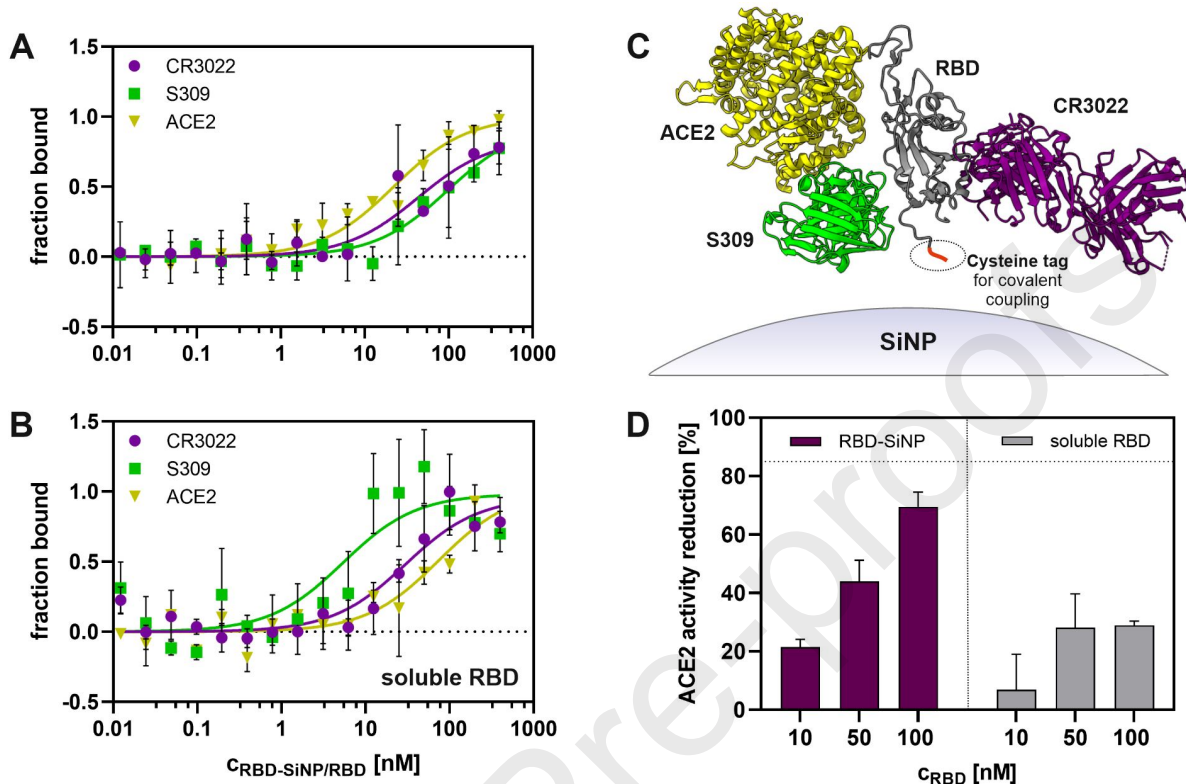 A
CR3022
S309
ACE2
fraction bound
1.5
1.0
0.5
0.0
-0.5
0.01 0.1 1 10 100 1000
B
CR3022
S309
ACE2
fraction bound
1.5
1.0
0.5
0.0
-0.5
soluble RBD
0.01 0.1 1 10 100 1000
cRBD-SiNP/RBD [nM]
C
RBD
CR3022
ACE2
S309
Cysteine tag
for covalent
coupling
SiNP
D
RBD-SiNP
soluble RBD
ACE2 activity reduction [%]
100
80
60
40
20
0
10 50 100 10 50 100
cRBD [nM]
Pre-proofs